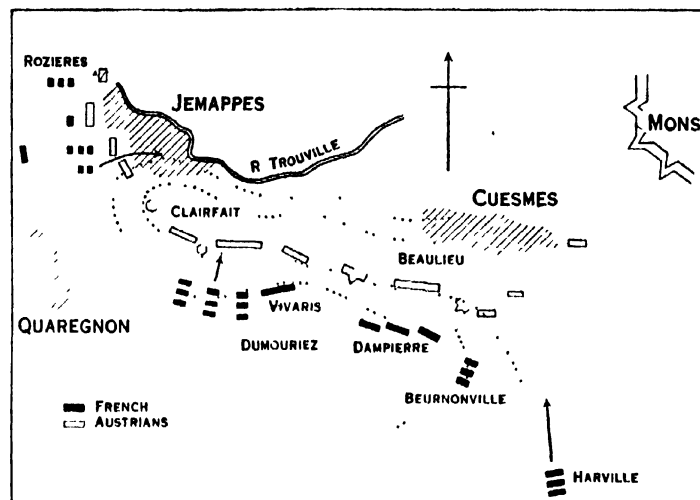 ROZIERES
JEMAPPES
MONS
R TROUVILLE
CUESMES
CLAIRFAIT
BEAULIEU
VIVARIS
QUAREGNON
DUMOURIEZ
DAMPIERRE
BEURNONVILLE
FRENCH
AUSTRIANS
HARVILLE